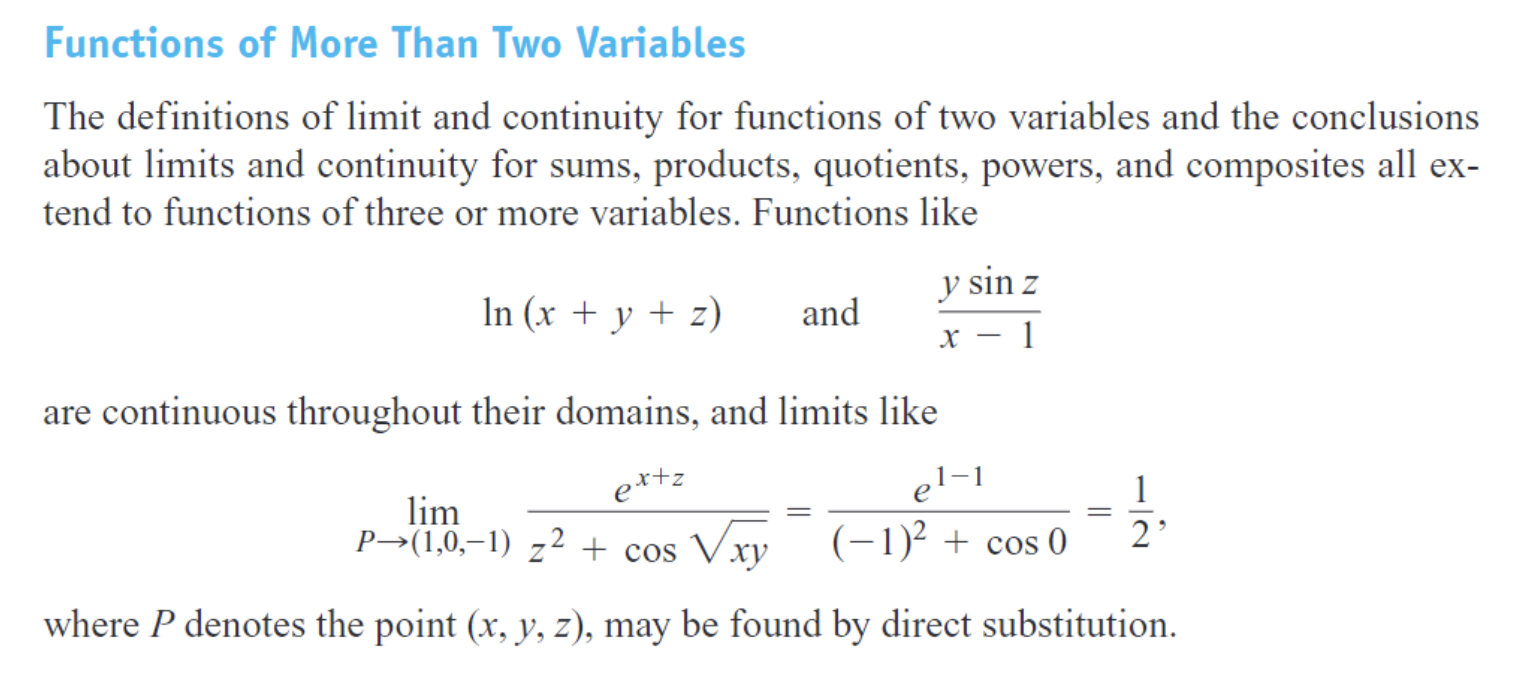 Functions of More Than Two Variables
The definitions of limit and continuity for functions of two variables and the conclusions
about limits and continuity for sums, products, quotients, powers, and composites all ex-
tend to functions of three or more variables. Functions like
ln (x + y + z) and \frac{y sin z}{x − 1}
are continuous throughout their domains, and limits like
\lim_{P→(1,0,−1)} \frac{e^{x+z}}{z^2 + cos \sqrt{xy}} = \frac{e^{1−1}}{(−1)^2 + cos 0} = \frac{1}{2},
where P denotes the point (x, y, z), may be found by direct substitution.